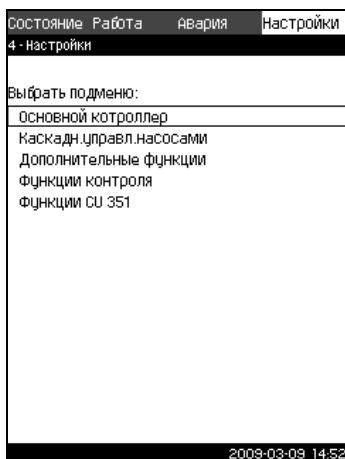 Состояние Работа Авария Настройки
4 - Настройки
Выбрать подменю:
Основной котроллер
Каскадн.управл.насосами
Дополнительные функции
Функции контроля
Функции CU 351
2009-03-09 14:52